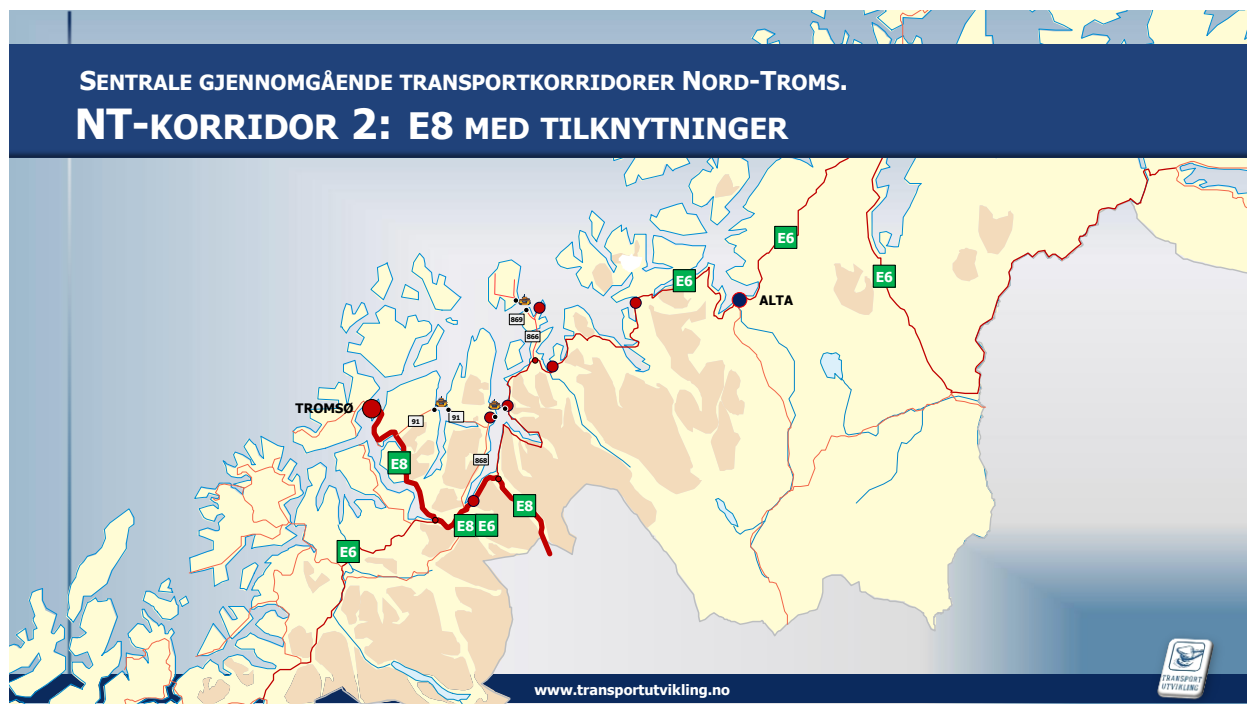 SENTRALE GJENNOMGÅENDE TRANSPORTKORRIDORER NORD-TROMS.
NT-KORRIDOR 2: E8 MED TILKNYTNINGER
E6
E6
E6
ALTA
869
866
TROMSØ
91
91
868
E8
E8
E8 E6
E6
www.transportutvikling.no
TRANSPORT
UTVIKLING